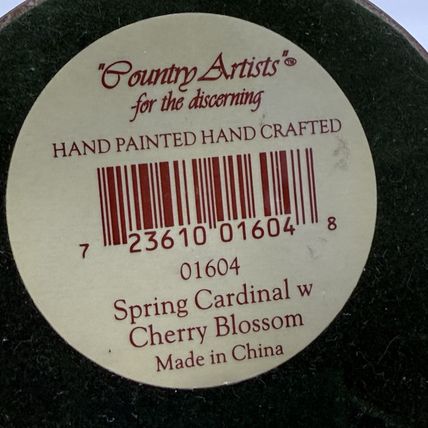 "Country Artists"®
-for the discerning
HAND PAINTED HAND CRAFTED
7 23610 01604 8
01604
Spring Cardinal w
Cherry Blossom
Made in China